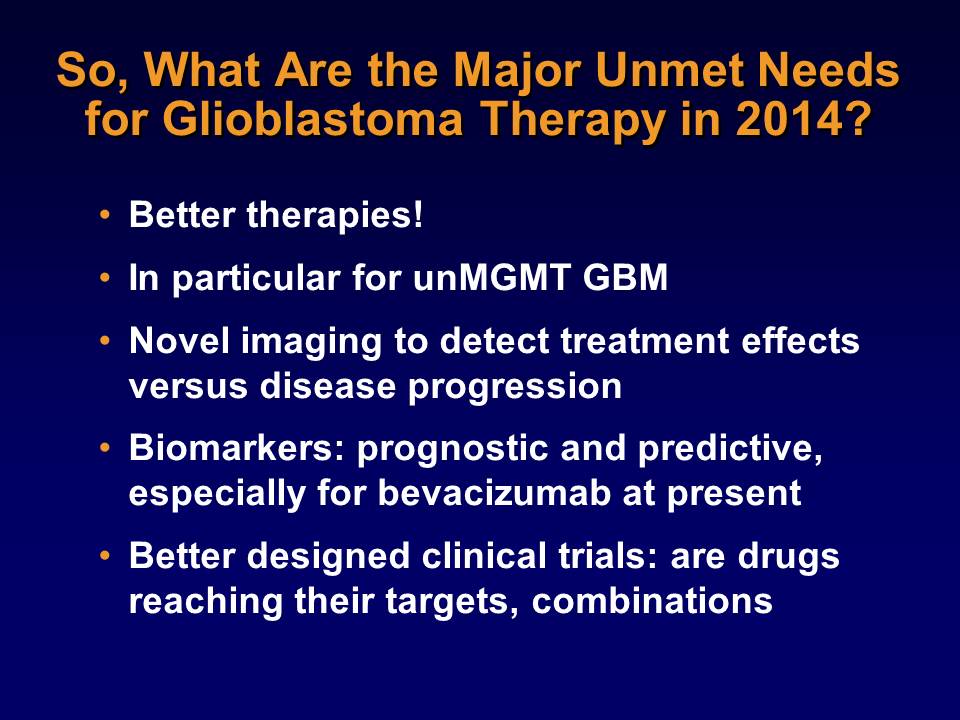 So, What Are the Major Unmet Needs
for Glioblastoma Therapy in 2014?
• Better therapies!
• In particular for unMGMT GBM
• Novel imaging to detect treatment effects
versus disease progression
• Biomarkers: prognostic and predictive,
especially for bevacizumab at present
• Better designed clinical trials: are drugs
reaching their targets, combinations